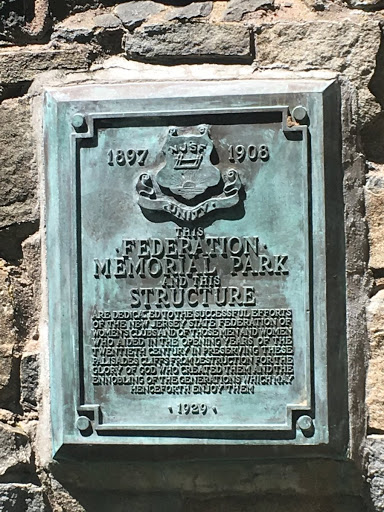 1897 NJSF 1908
UNITY
THIS
·FEDERATION·
MEMORIAL PARK
AND THIS
STRUCTURE
ARE DEDICATED TO THE SUCCESSFUL EFFORTS
OF THE NEW JERSEY STATE FEDERATION OF
WOMEN'S CLUBS AND OF THOSE MEN AND WOMEN
WHO AIDED IN THE OPENING YEARS OF THE
TWENTIETH CENTURY IN PRESERVING THESE
PALISADES CLIFFS FROM DESTRUCTION FOR THE
GLORY OF GOD WHO CREATED THEM AND THE
ENNOBLING OF THE GENERATIONS WHICH MAY
HENCEFORTH ENJOY THEM
·1929·